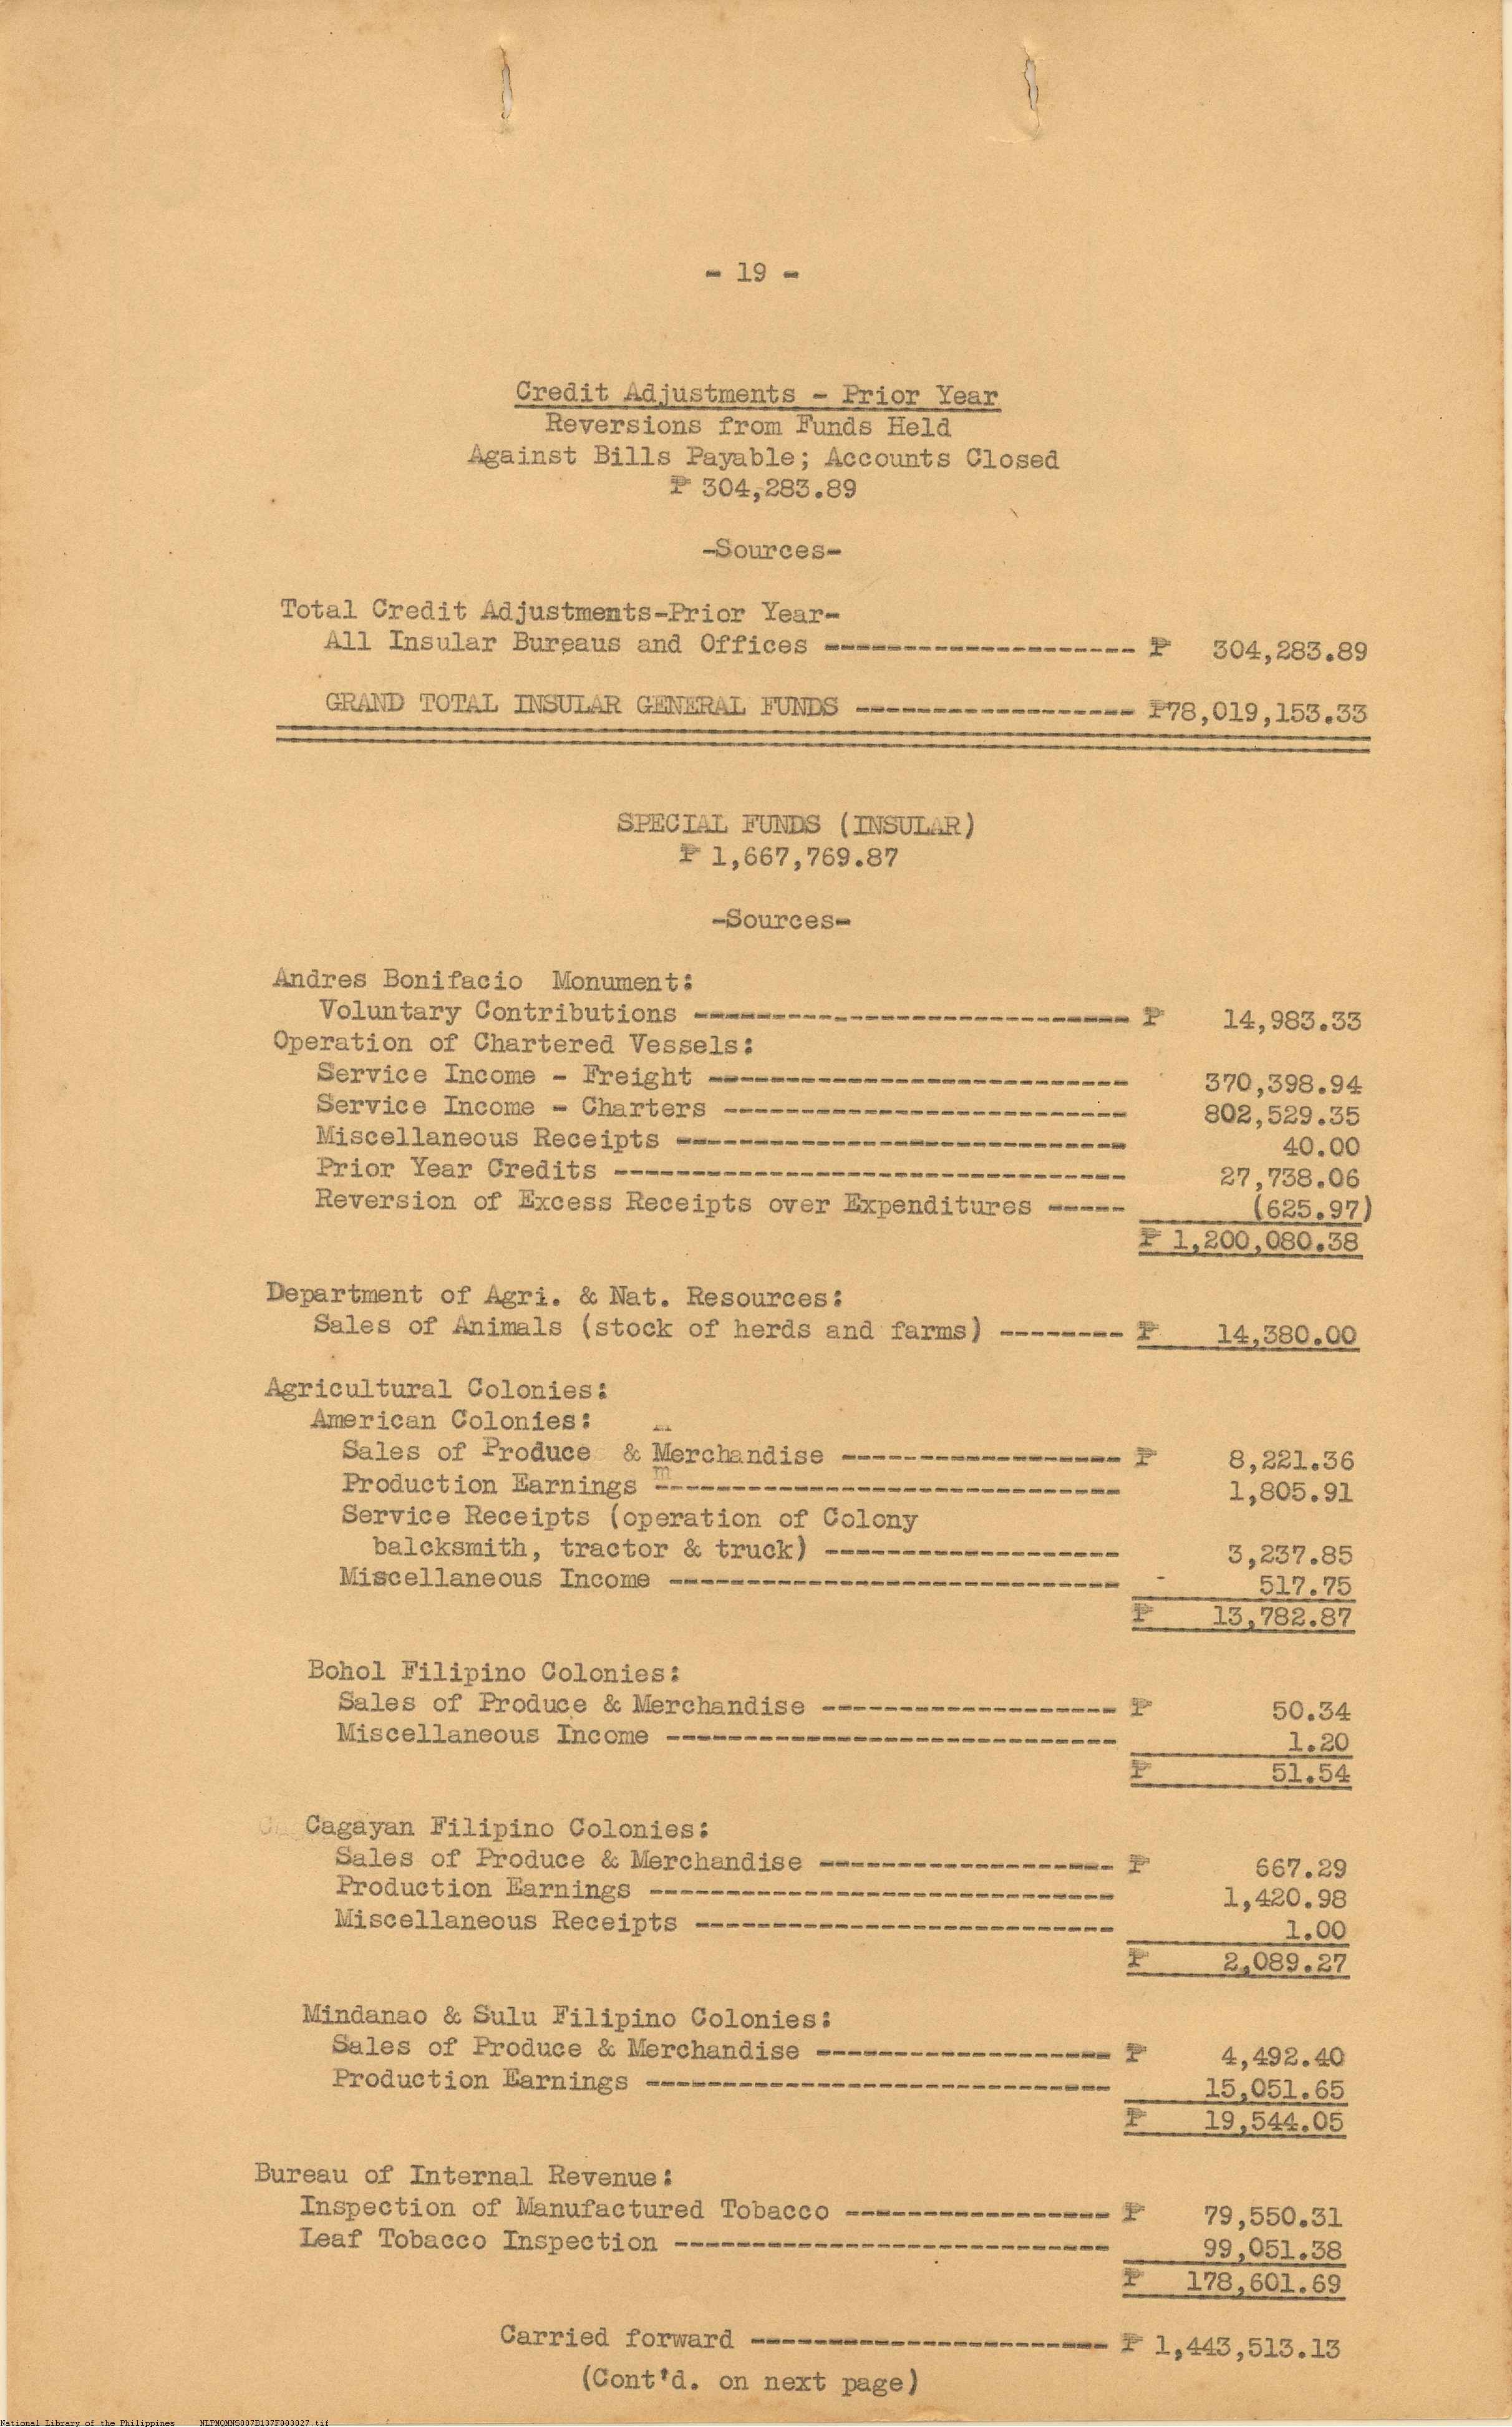 - 19 -
Credit Adjustments - Prior Year
Reversions from Funds Held
Against Bills Payable; Accounts Closed
₱ 304,283.89
-Sources-
Total Credit Adjustments-Prior Year-
All Insular Bureaus and Offices -------------------- ₱ 304,283.89
GRAND TOTAL INSULAR GENERAL FUNDS ------------------ ₱78,019,153.33
SPECIAL FUNDS (INSULAR)
₱ 1,667,769.87
-Sources-
Andres Bonifacio Monument:
Voluntary Contributions ---------------------------- ₱ 14,983.33
Operation of Chartered Vessels:
Service Income - Freight --------------------------- 370,398.94
Service Income - Charters -------------------------- 802,529.35
Miscellaneous Receipts ----------------------------- 40.00
Prior Year Credits --------------------------------- 27,738.06
Reversion of Excess Receipts over Expenditures ----- (625.97)
₱ 1,200,080.38
Department of Agri. & Nat. Resources:
Sales of Animals (stock of herds and farms) -------- ₱ 14,380.00
Agricultural Colonies:
American Colonies:
Sales of Produce & Merchandise ------------------ ₱ 8,221.36
Production Earnings ------------------------------ 1,805.91
Service Receipts (operation of Colony
balcksmith, tractor & truck) ------------------- 3,237.85
Miscellaneous Income ----------------------------- 517.75
₱ 13,782.87
Bohol Filipino Colonies:
Sales of Produce & Merchandise ------------------- ₱ 50.34
Miscellaneous Income ----------------------------- 1.20
₱ 51.54
Cagayan Filipino Colonies:
Sales of Produce & Merchandise ------------------- ₱ 667.29
Production Earnings ------------------------------ 1,420.98
Miscellaneous Receipts --------------------------- 1.00
₱ 2,089.27
Mindanao & Sulu Filipino Colonies:
Sales of Produce & Merchandise ------------------- ₱ 4,492.40
Production Earnings ------------------------------ 15,051.65
₱ 19,544.05
Bureau of Internal Revenue:
Inspection of Manufactured Tobacco ----------------- ₱ 79,550.31
Leaf Tobacco Inspection ---------------------------- 99,051.38
₱ 178,601.69
Carried forward ----------------------- ₱ 1,443,513.13
(Cont'd. on next page)
National Library of the Philippines NLPMQMNS007B137F003027.tif